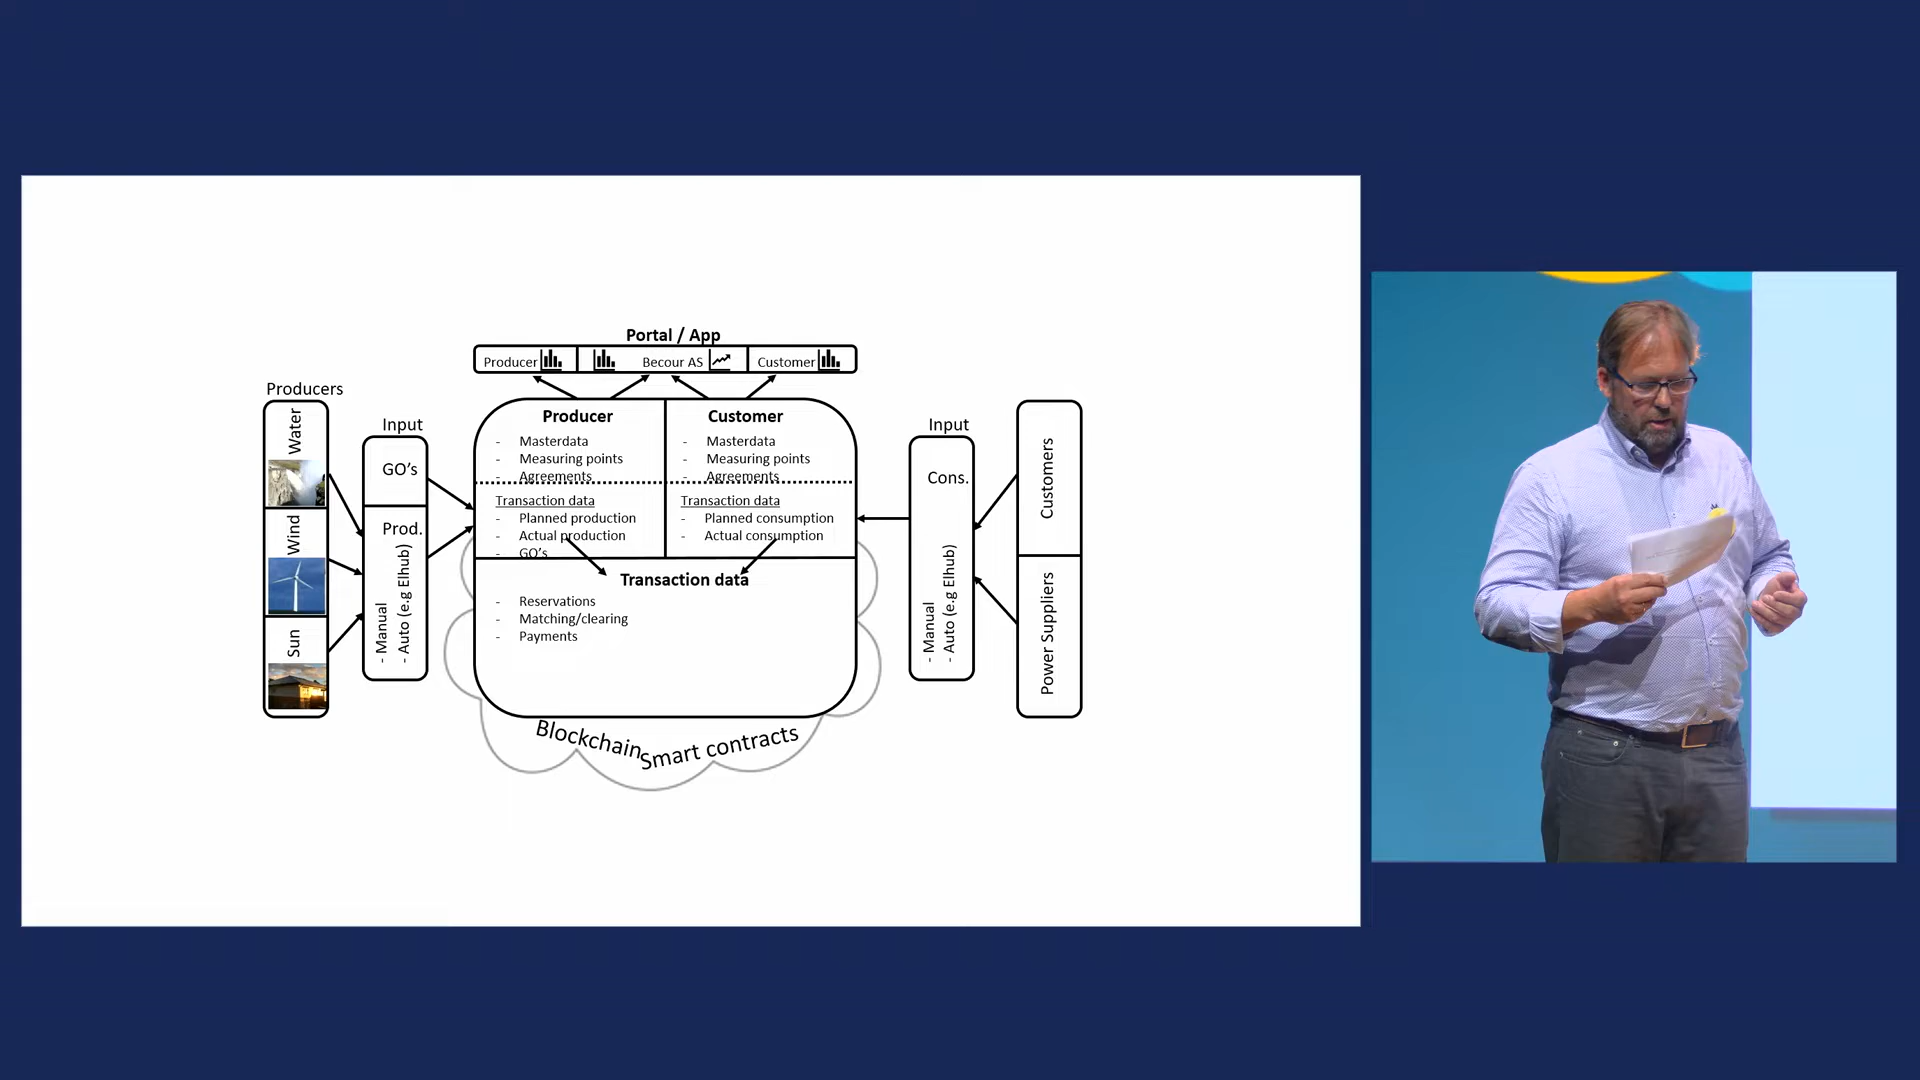 Portal / App
Producer
Becour AS
Customer
Producers
Water
Wind
Sun
Input
GO's
Prod.
- Manual
- Auto (e.g Elhub)
Producer
- Masterdata
- Measuring points
- Agreements
Transaction data
- Planned production
- Actual production
- GO's
Customer
- Masterdata
- Measuring points
- Agreements
Transaction data
- Planned consumption
- Actual consumption
Transaction data
- Reservations
- Matching/clearing
- Payments
Blockchain
Smart contracts
Input
Cons.
- Manual
- Auto (e.g Elhub)
Customers
Power Suppliers